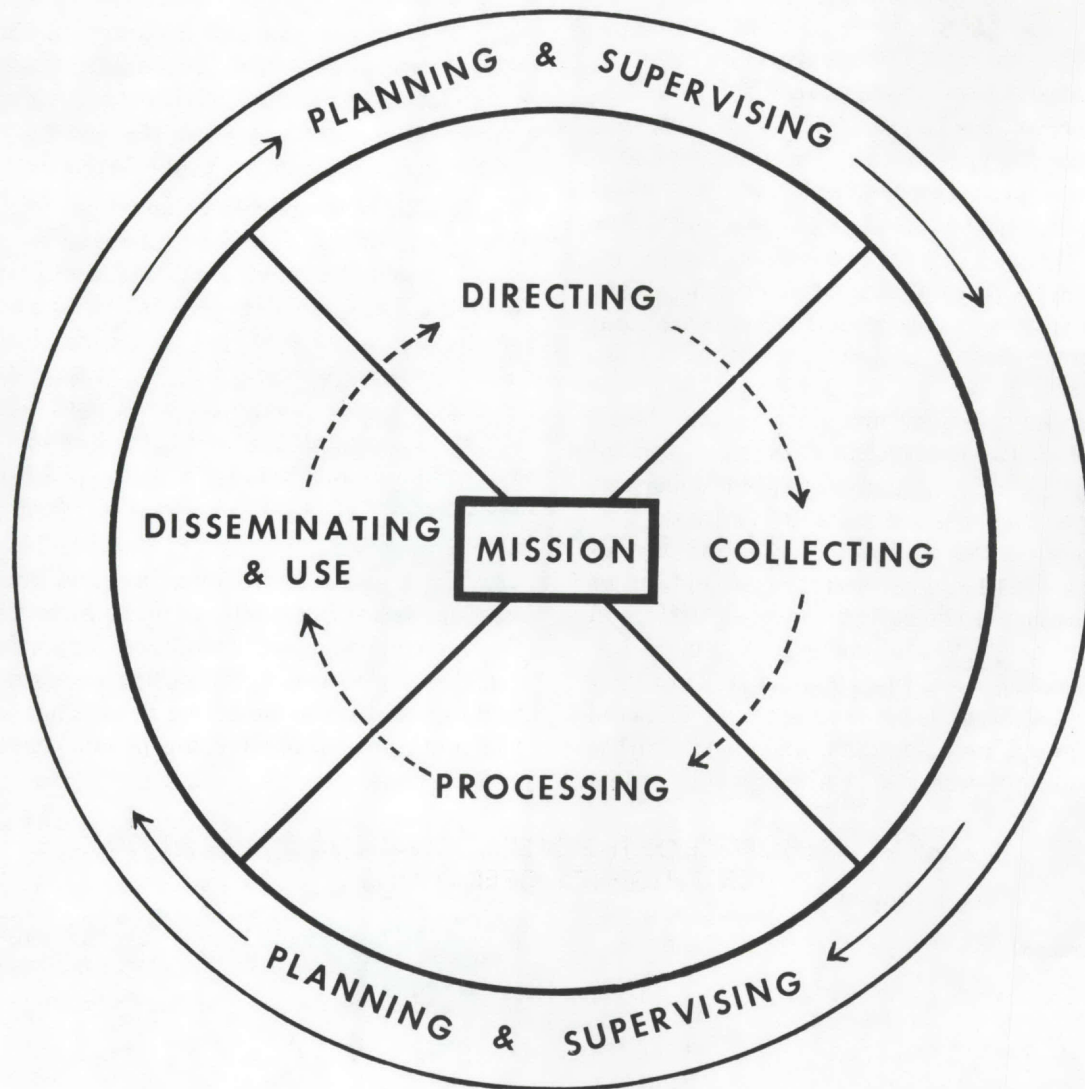 PLANNING & SUPERVISING
DIRECTING
DISSEMINATING
& USE
MISSION
COLLECTING
PROCESSING
PLANNING & SUPERVISING